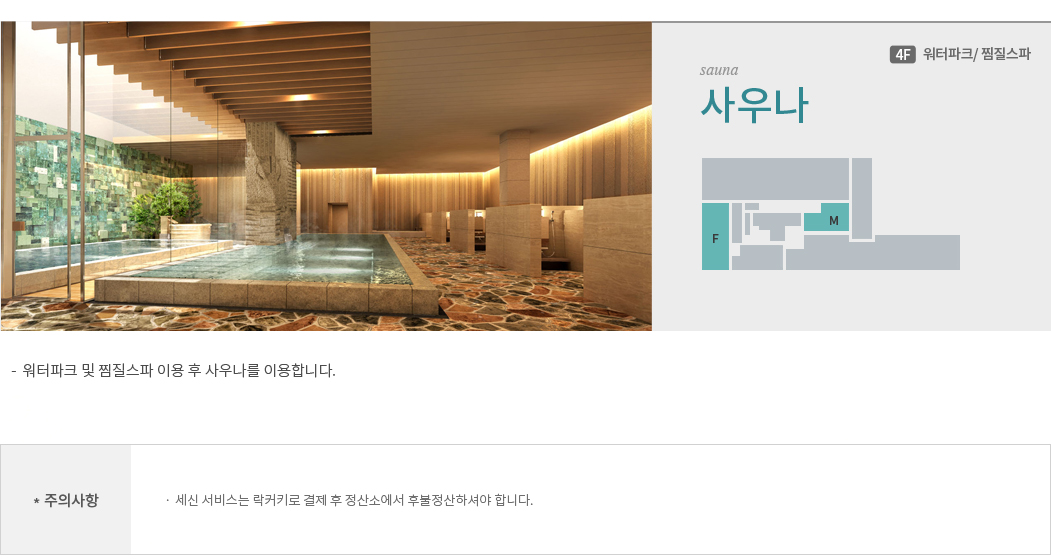 4F 워터파크/ 찜질스파
sauna
사우나
M
F
- 워터파크 및 찜질스파 이용 후 사우나를 이용합니다.
* 주의사항
· 세신 서비스는 락커키로 결제 후 정산소에서 후불정산하셔야 합니다.